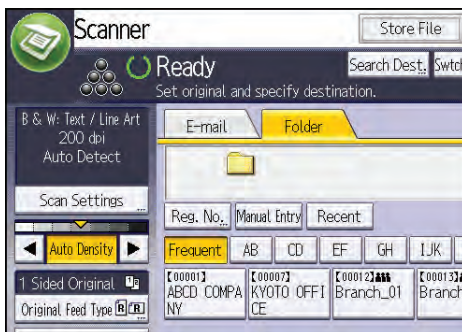 Scanner
Store File
Ready
Search Dest.
Set original and specify destination.
B & W: Text / Line Art
200 dpi
Auto Detect
E-mail
Folder
Scan Settings
Reg. No.
Manual Entry
Recent
Auto Density
Frequent
AB
CD
EF
GH
IJK
1 Sided Original
Original Feed Type
[00001]
ABCD COMPA
NY
[00007]
KYOTO OFFI
CE
[00012]
Branch_01
[00013]
Branch